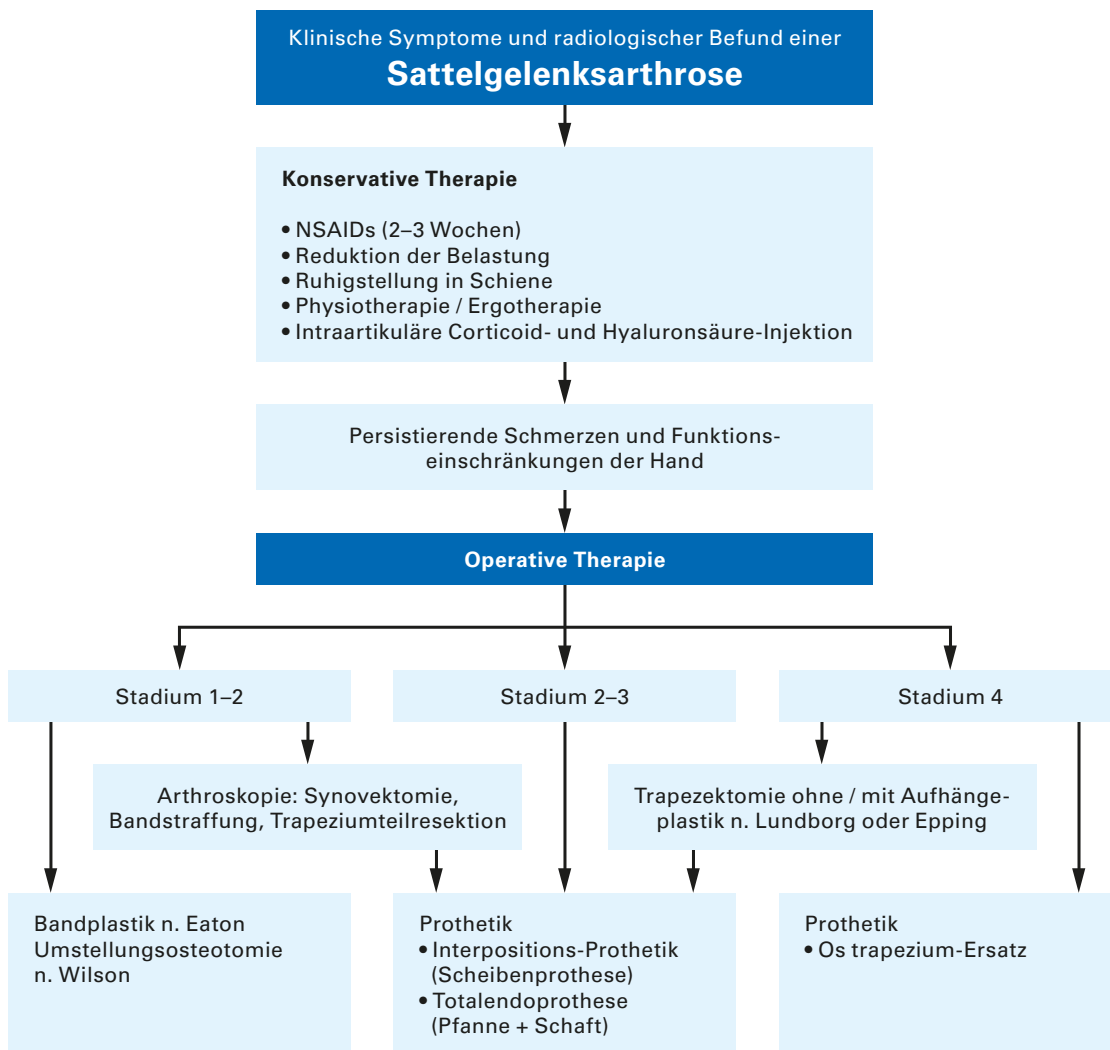 Klinische Symptome und radiologischer Befund einer
Sattelgelenksarthrose
Konservative Therapie
• NSAIDs (2–3 Wochen)
• Reduktion der Belastung
• Ruhigstellung in Schiene
• Physiotherapie / Ergotherapie
• Intraartikuläre Corticoid- und Hyaluronsäure-Injektion
Persistierende Schmerzen und Funktions-
einschränkungen der Hand
Operative Therapie
Stadium 1–2
Stadium 2–3
Stadium 4
Arthroskopie: Synovektomie,
Bandstraffung, Trapeziumteilresektion
Trapezektomie ohne / mit Aufhänge-
plastik n. Lundborg oder Epping
Bandplastik n. Eaton
Umstellungsosteotomie
n. Wilson
Prothetik
• Interpositions-Prothetik
(Scheibenprothese)
• Totalendoprothese
(Pfanne + Schaft)
Prothetik
• Os trapezium-Ersatz